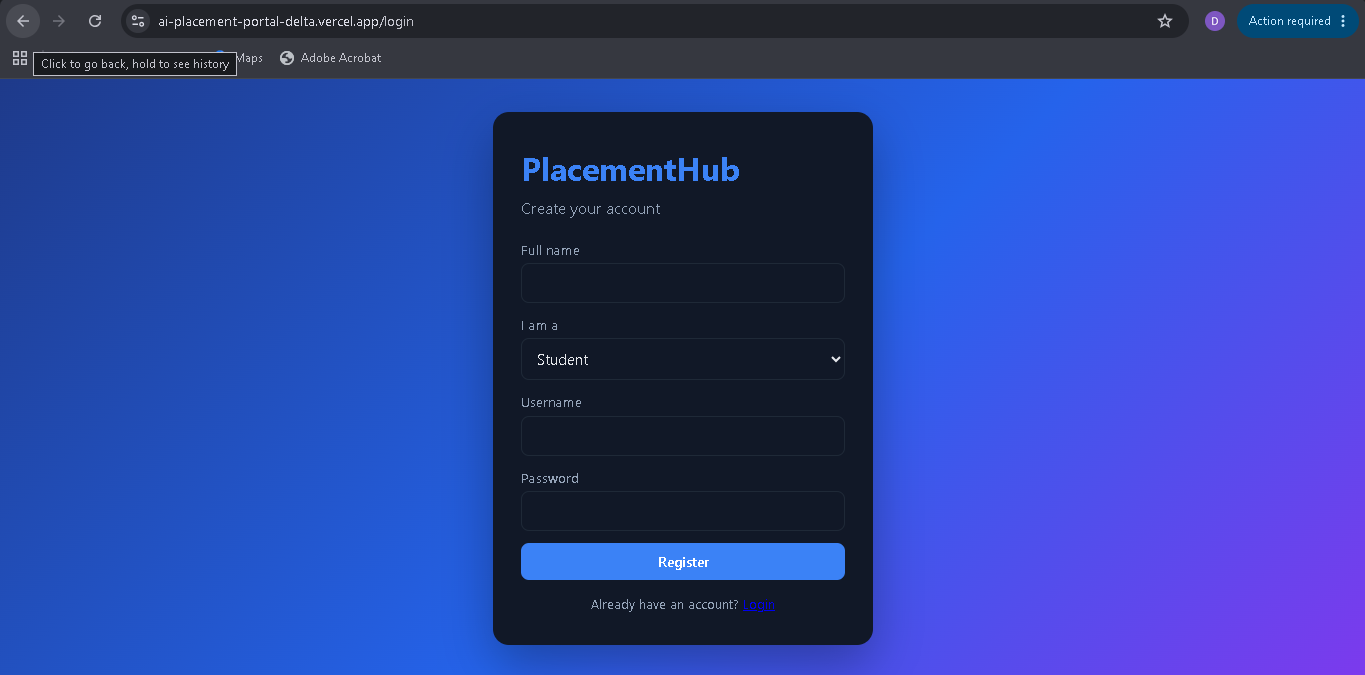 ai-placement-portal-delta.vercel.app/login
D
Action required
Click to go back, hold to see history
Maps
Adobe Acrobat
PlacementHub
Create your account
Full name
I am a
Student
Username
Password
Register
Already have an account? Login